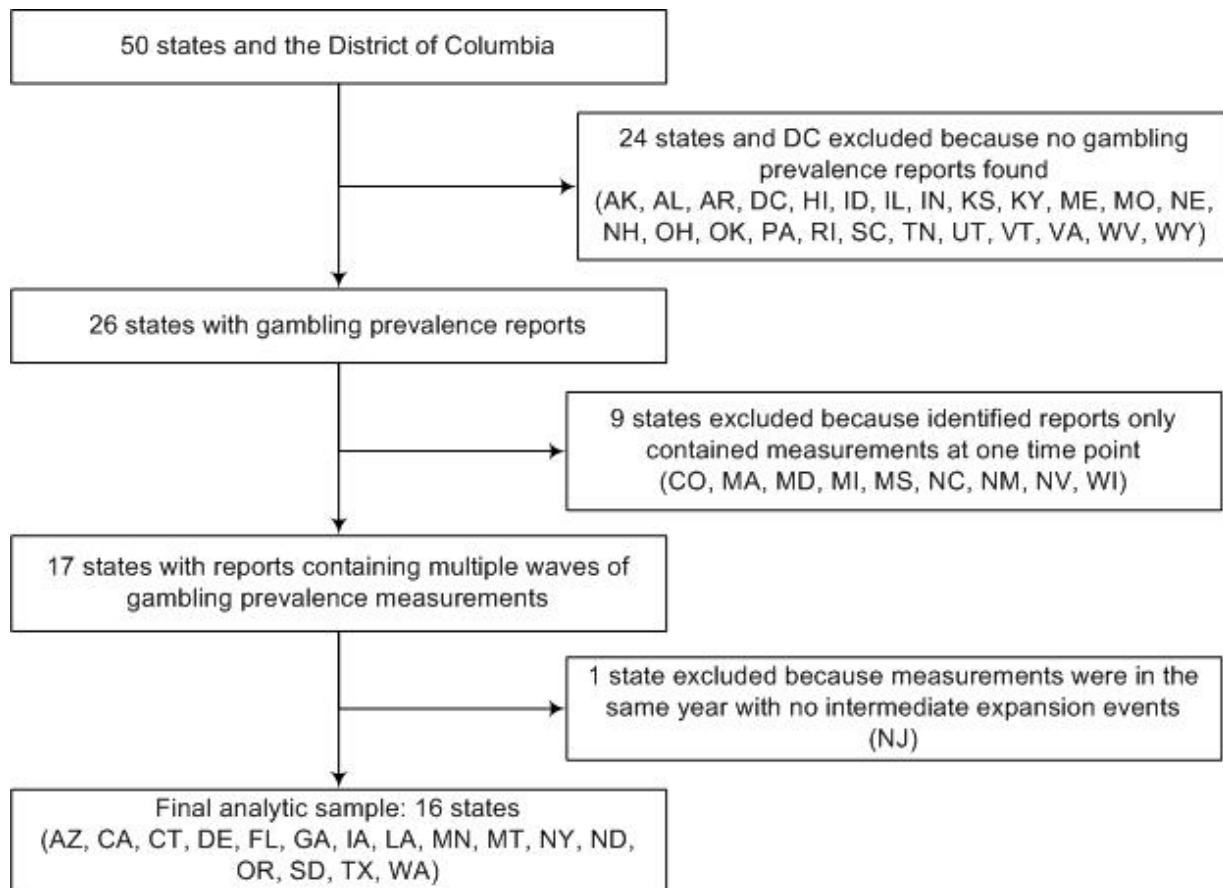 50 states and the District of Columbia
24 states and DC excluded because no gambling
prevalence reports found
(AK, AL, AR, DC, HI, ID, IL, IN, KS, KY, ME, MO, NE,
NH, OH, OK, PA, RI, SC, TN, UT, VT, VA, WV, WY)
26 states with gambling prevalence reports
9 states excluded because identified reports only
contained measurements at one time point
(CO, MA, MD, MI, MS, NC, NM, NV, WI)
17 states with reports containing multiple waves of
gambling prevalence measurements
1 state excluded because measurements were in the
same year with no intermediate expansion events
(NJ)
Final analytic sample: 16 states
(AZ, CA, CT, DE, FL, GA, IA, LA, MN, MT, NY, ND,
OR, SD, TX, WA)